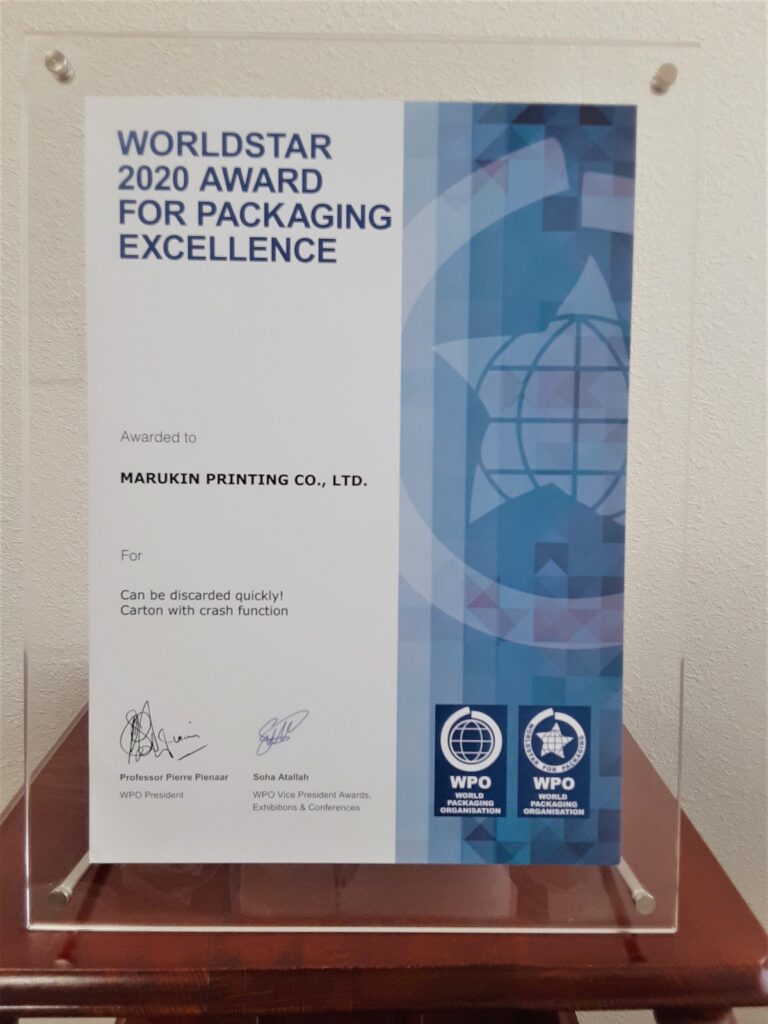 WORLDSTAR
2020 AWARD
FOR PACKAGING
EXCELLENCE
Awarded to
MARUKIN PRINTING CO., LTD.
For
Can be discarded quickly!
Carton with crash function
Professor Pierre Pienaar
WPO President
Soha Atallah
WPO Vice President Awards,
Exhibitions & Conferences
WPO
WORLD
PACKAGING
ORGANISATION
WORLDSTAR FOR PACKAGING
WPO
WORLD
PACKAGING
ORGANISATION